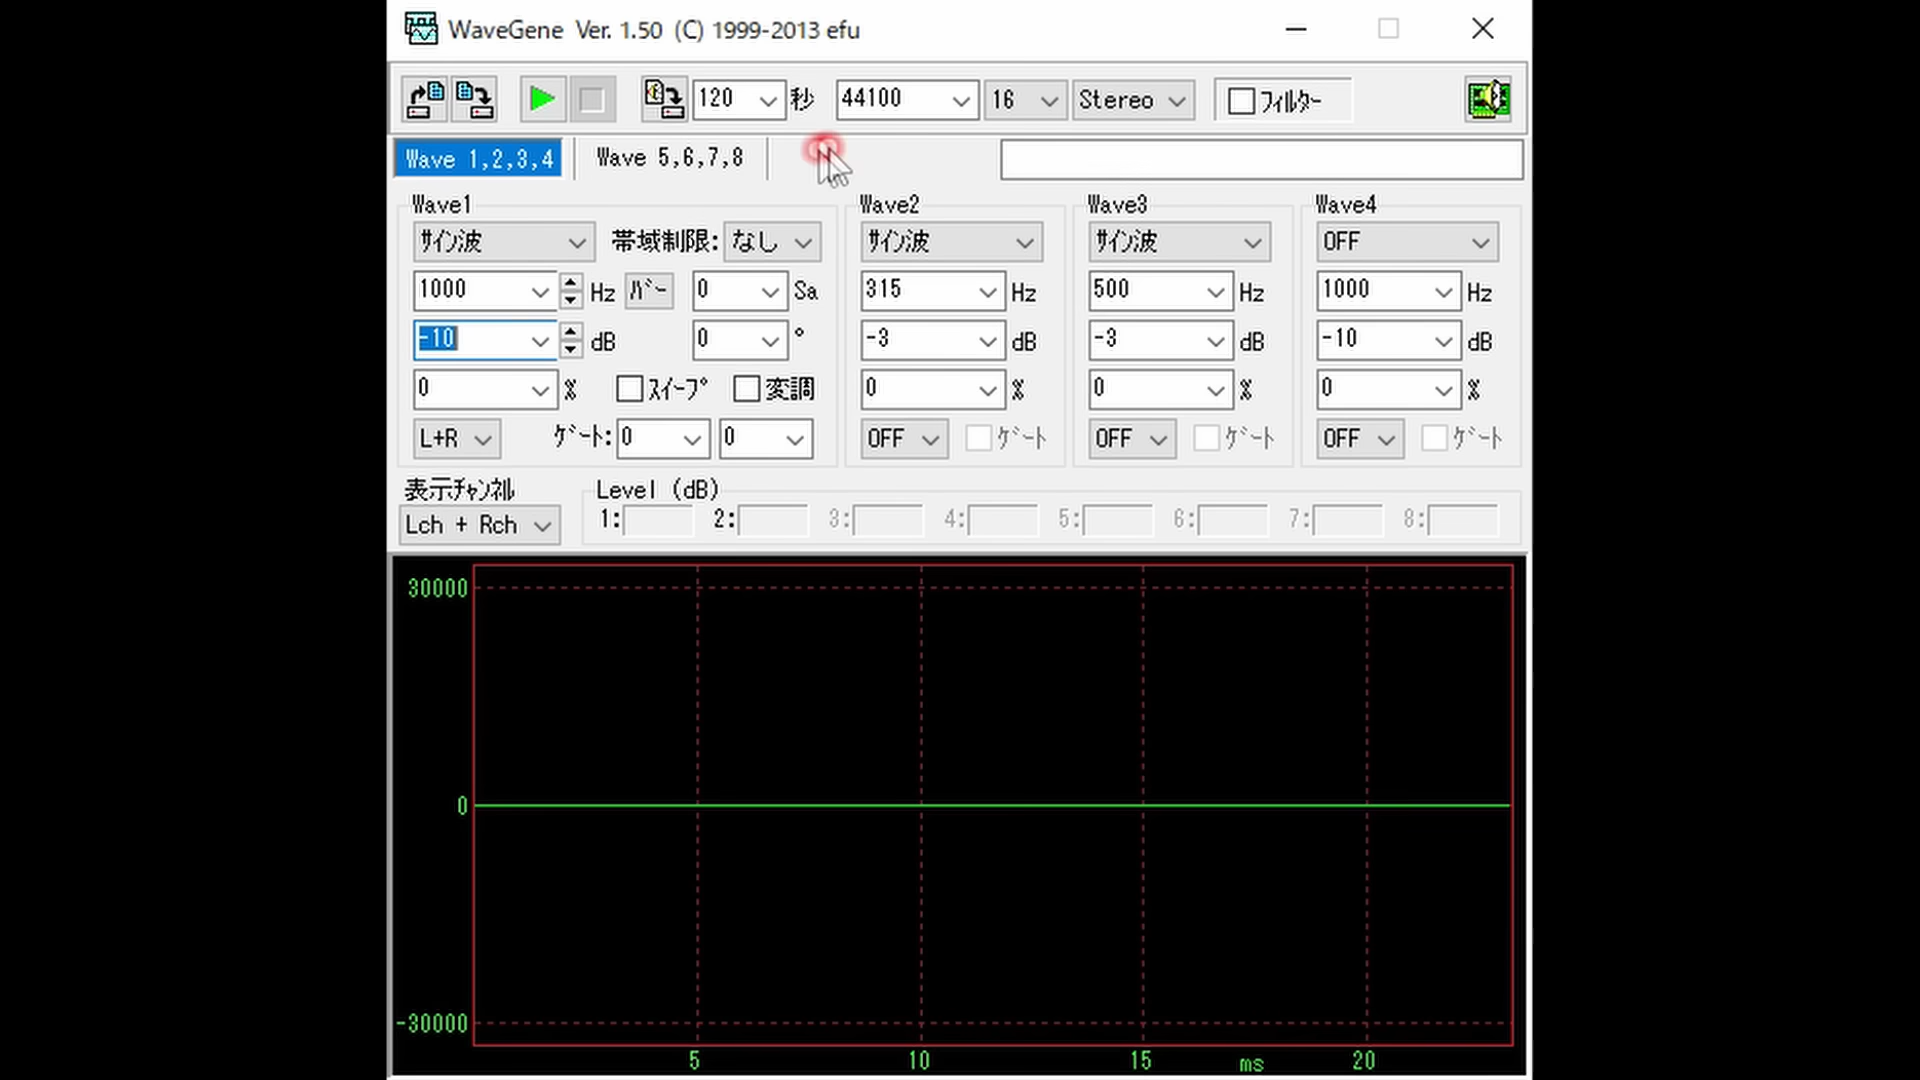 WaveGene Ver. 1.50 (C) 1999-2013 efu
120 秒 44100 16 Stereo ﾌｨﾙﾀｰ
Wave 1,2,3,4 Wave 5,6,7,8
Wave1 Wave2 Wave3 Wave4
ｻｲﾝ波 帯域制限: なし ｻｲﾝ波 ｻｲﾝ波 OFF
1000 Hz ﾊﾞｰ 0 Sa 315 Hz 500 Hz 1000 Hz
-10 dB 0 ° -3 dB -3 dB -10 dB
0 % ｽｲｰﾌﾟ 変調 0 % 0 % 0 %
L+R ｹﾞｰﾄ: 0 0 OFF ｹﾞｰﾄ OFF ｹﾞｰﾄ OFF ｹﾞｰﾄ
表示ﾁｬﾝﾈﾙ Level (dB)
Lch + Rch 1: 2: 3: 4: 5: 6: 7: 8:
30000
0
-30000
5 10 15 ms 20